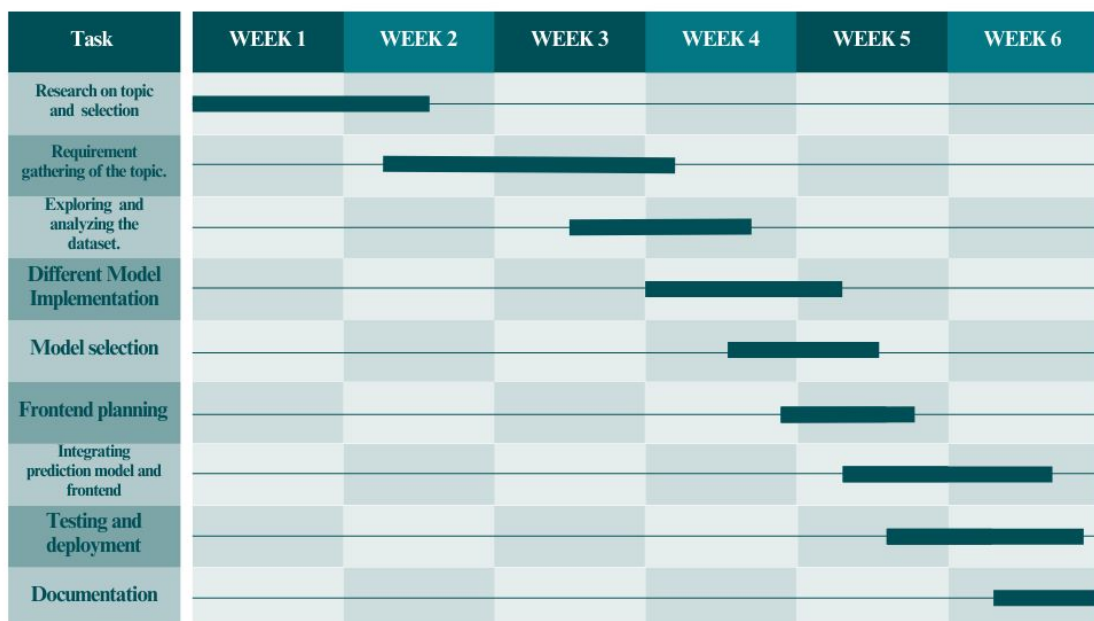 Task WEEK 1 WEEK 2 WEEK 3 WEEK 4 WEEK 5 WEEK 6
Research on topic
and selection
Requirement
gathering of the topic.
Exploring and
analyzing the
dataset.
Different Model
Implementation
Model selection
Frontend planning
Integrating
prediction model and
frontend
Testing and
deployment
Documentation